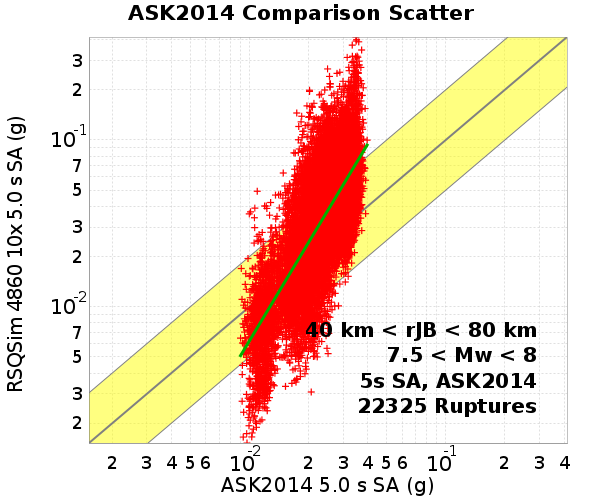 ASK2014 Comparison Scatter
RSQSim 4860 10x 5.0 s SA (g)
3
2
10-1
7
5
3
2
10-2
7
5
3
2
40 km < rJB < 80 km
7.5 < Mw < 8
5s SA, ASK2014
22325 Ruptures
2 3 4 5 6 10-2 2 3 4 5 6 10-1 2 3 4
ASK2014 5.0 s SA (g)